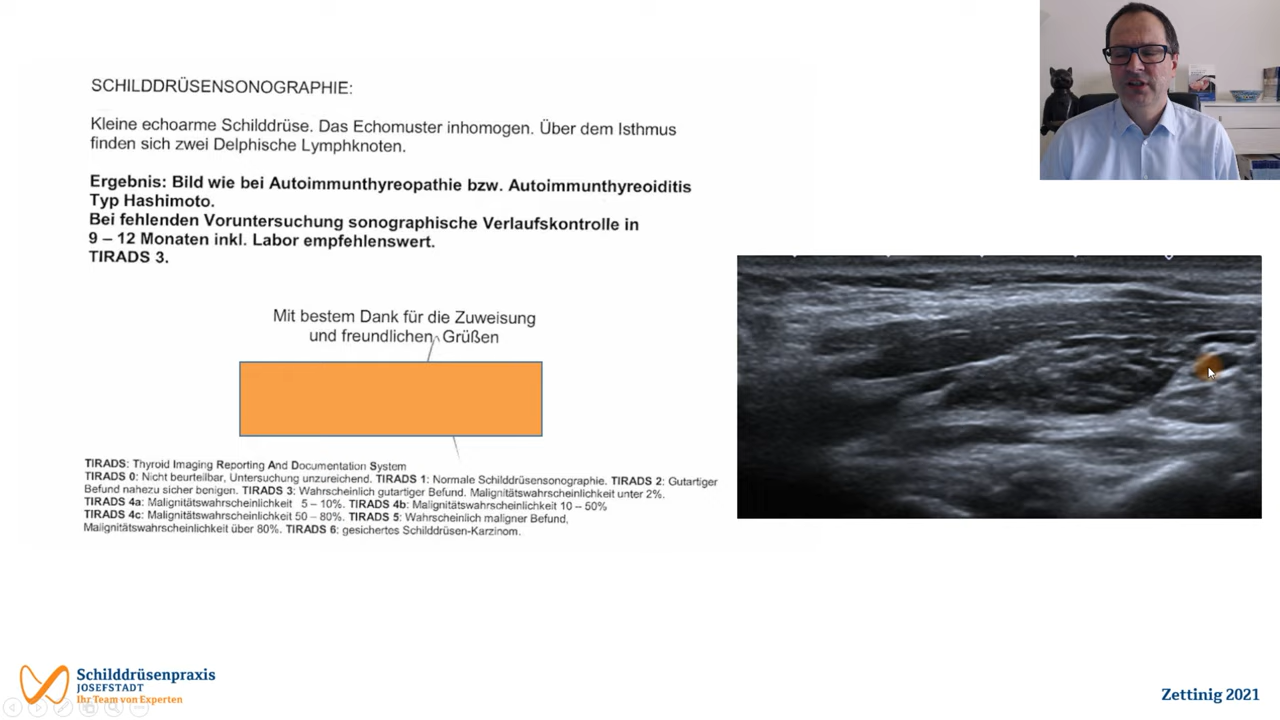 SCHILDDRÜSENSONOGRAPHIE:
Kleine echoarme Schilddrüse. Das Echomuster inhomogen. Über dem Isthmus
finden sich zwei Delphische Lymphknoten.
Ergebnis: Bild wie bei Autoimmunthyreopathie bzw. Autoimmunthyreoiditis
Typ Hashimoto.
Bei fehlenden Voruntersuchung sonographische Verlaufskontrolle in
9 – 12 Monaten inkl. Labor empfehlenswert.
TIRADS 3.
Mit bestem Dank für die Zuweisung
und freundlichen Grüßen
TIRADS: Thyroid Imaging Reporting And Documentation System
TIRADS 0: Nicht beurteilbar, Untersuchung unzureichend. TIRADS 1: Normale Schilddrüsensonographie. TIRADS 2: Gutartiger
Befund nahezu sicher benigen. TIRADS 3: Wahrscheinlich gutartiger Befund. Malignitätswahrscheinlichkeit unter 2%.
TIRADS 4a: Malignitätswahrscheinlichkeit 5 – 10%. TIRADS 4b: Malignitätswahrscheinlichkeit 10 – 50%
TIRADS 4c: Malignitätswahrscheinlichkeit 50 – 80%. TIRADS 5: Wahrscheinlich maligner Befund,
Malignitätswahrscheinlichkeit über 80%. TIRADS 6: gesichertes Schilddrüsen-Karzinom.
Schilddrüsenpraxis
JOSEFSTADT
Ihr Team von Experten
Zettinig 2021